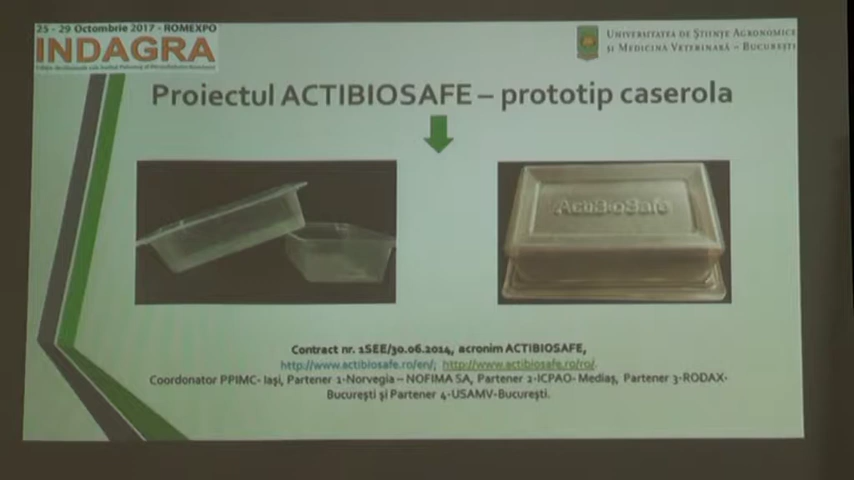 25 - 29 Octombrie 2017 - ROMEXPO
INDAGRA
UNIVERSITATEA DE ȘTIINȚE AGRONOMICE
ȘI MEDICINĂ VETERINARĂ – BUCUREȘTI
Proiectul ACTIBIOSAFE – prototip caserola
ActiBioSafe
Contract nr. 1SEE/30.06.2014, acronim ACTIBIOSAFE,
http://www.actibiosafe.ro/en/; http://www.actibiosafe.ro/ro/.
Coordonator PPIMC- Iași, Partener 1-Norvegia – NOFIMA SA, Partener 2-ICPAO- Mediaș, Partener 3-RODAX-
București și Partener 4-USAMV-București.